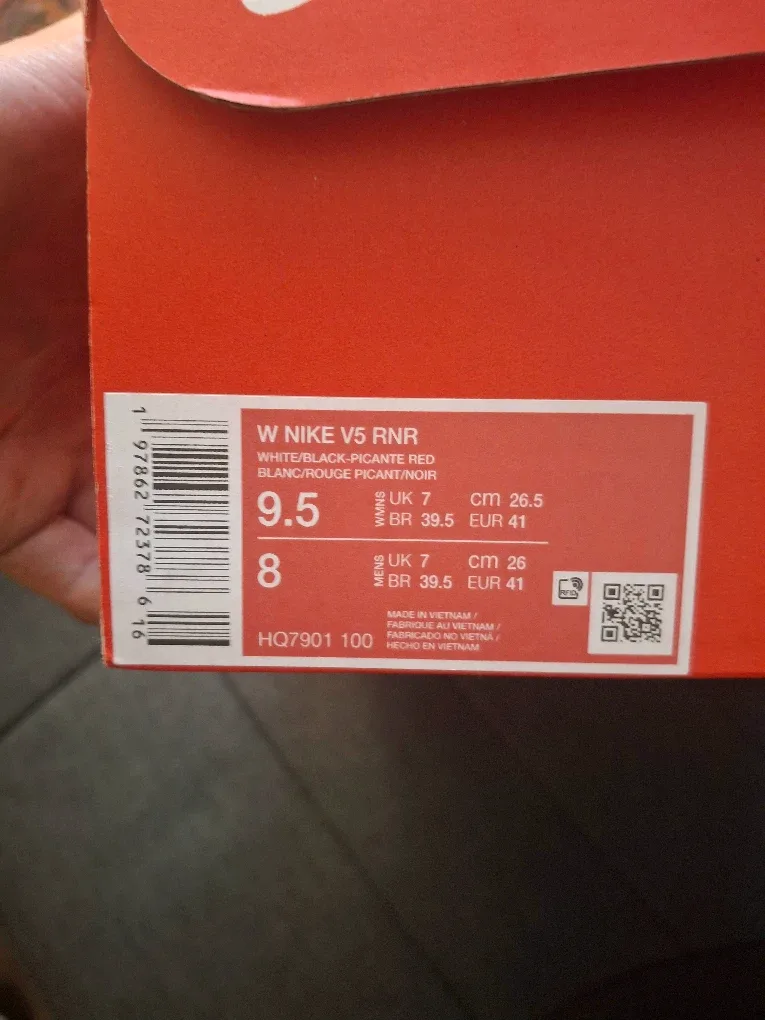 W NIKE V5 RNR
WHITE/BLACK-PICANTE RED
BLANC/ROUGE PICANT/NOIR
9.5 WMNS UK 7 cm 26.5
BR 39.5 EUR 41
8 MENS UK 7 cm 26
BR 39.5 EUR 41
RFID
MADE IN VIETNAM /
FABRIQUE AU VIETNAM /
FABRICADO NO VIETNÃ /
HECHO EN VIETNAM
HQ7901 100
1 97862 72378 6 16